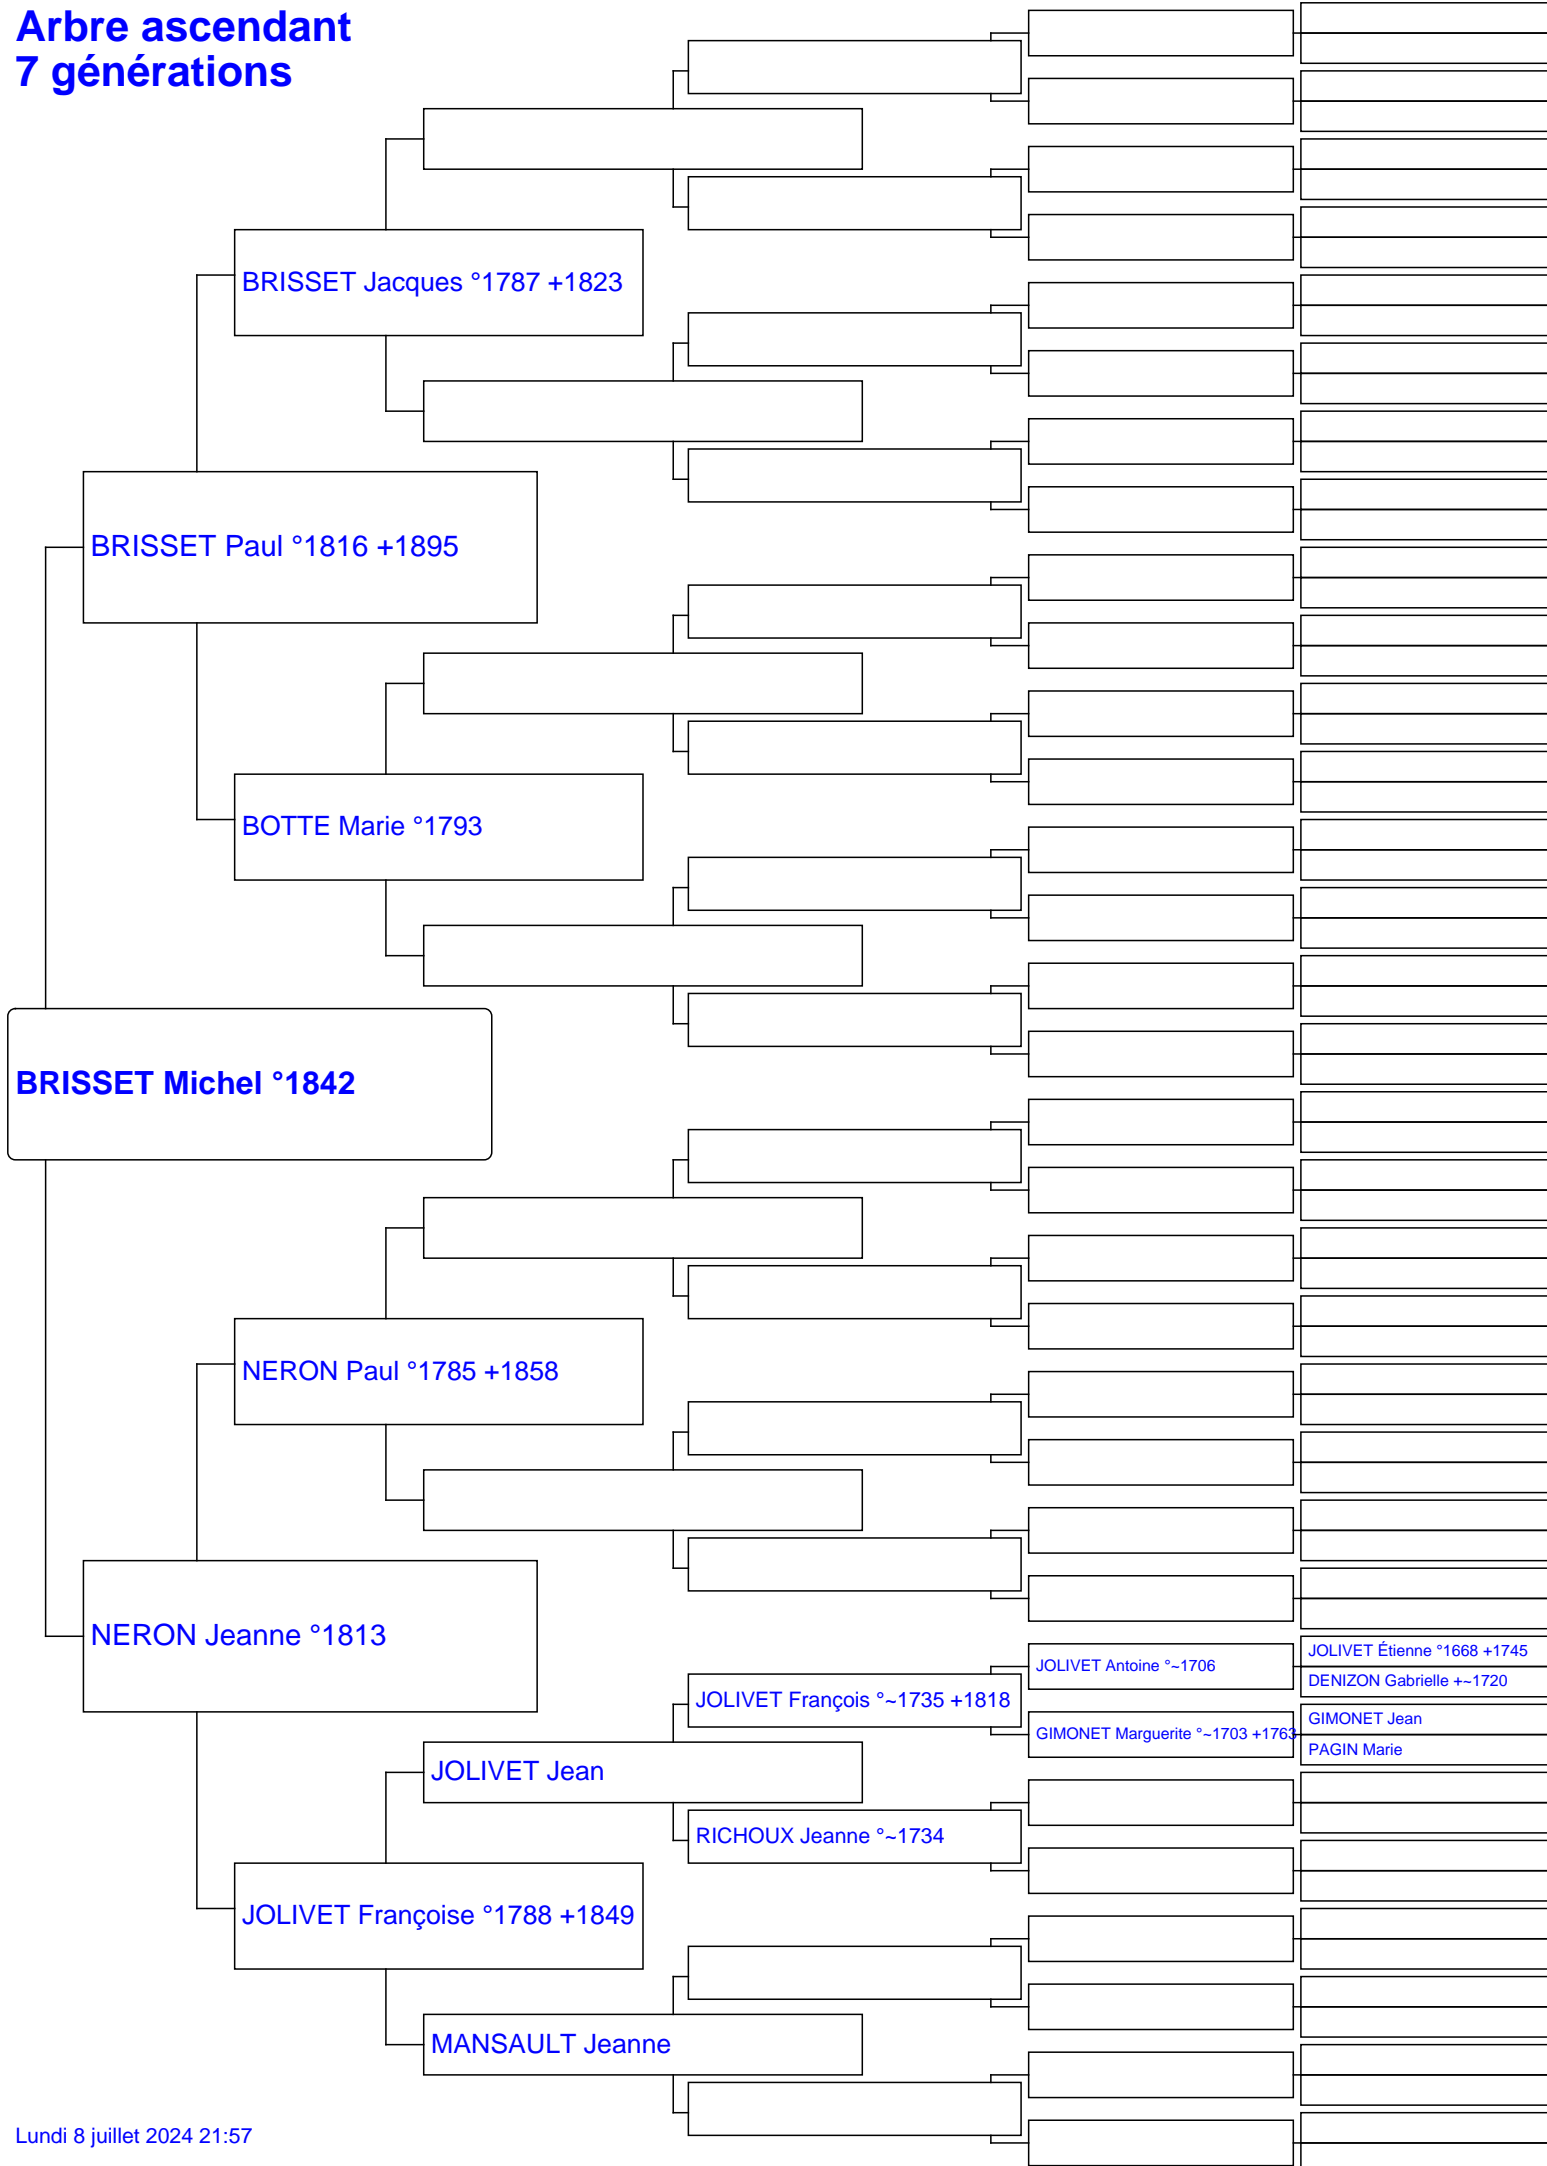 Arbre ascendant
7 générations
BRISSET Jacques °1787 +1823
BRISSET Paul °1816 +1895
BOTTE Marie °1793
BRISSET Michel °1842
NERON Paul °1785 +1858
NERON Jeanne °1813
JOLIVET Étienne °1668 +1745
JOLIVET Antoine °~1706
DENIZON Gabrielle +~1720
JOLIVET François °~1735 +1818
GIMONET Jean
GIMONET Marguerite °~1703 +1763
PAGIN Marie
JOLIVET Jean
RICHOUX Jeanne °~1734
JOLIVET Françoise °1788 +1849
MANSAULT Jeanne
Lundi 8 juillet 2024 21:57